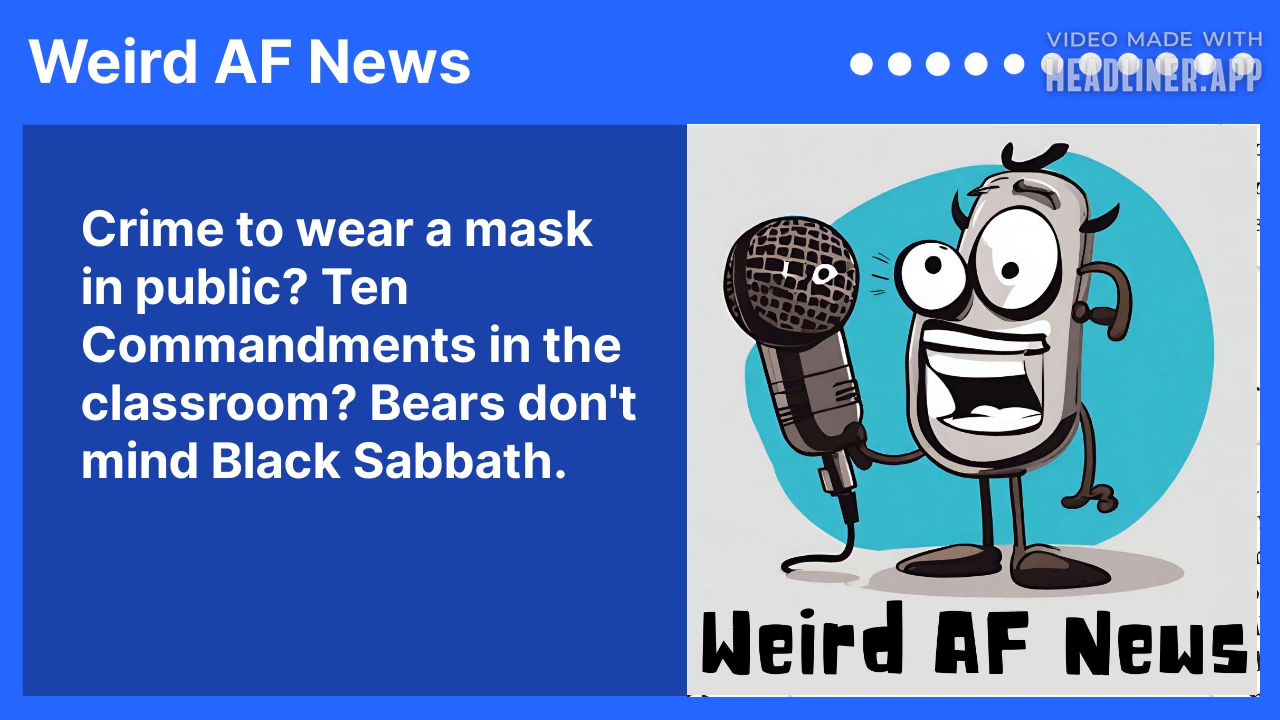 Weird AF News
VIDEO MADE WITH
HEADLINER.APP
Crime to wear a mask
in public? Ten
Commandments in the
classroom? Bears don't
mind Black Sabbath.
Weird AF News